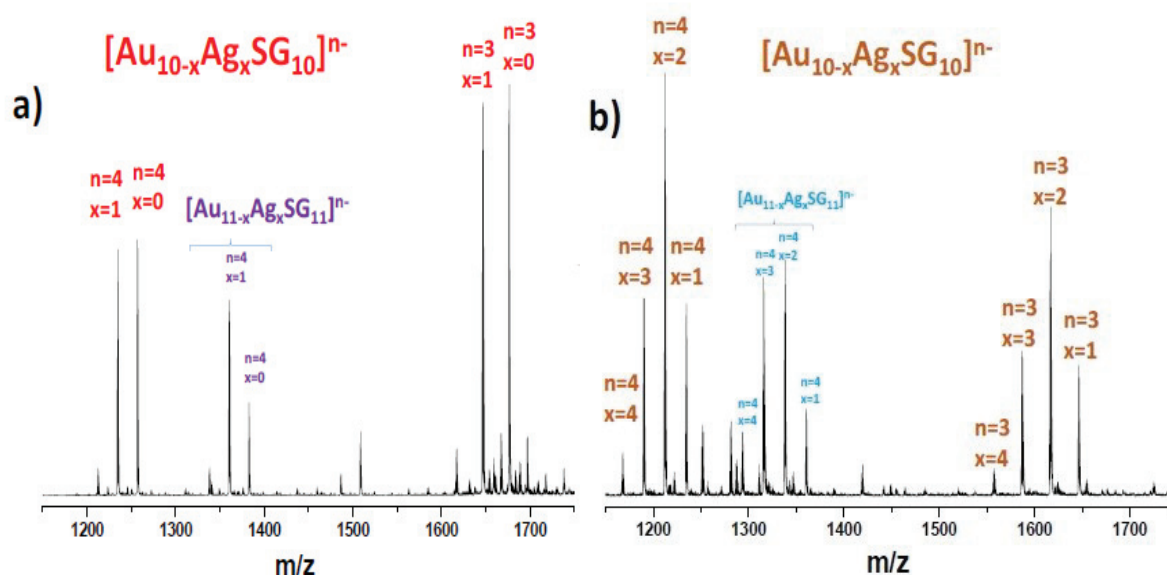 [Au10-xAgxSG10]n-
a)
n=3
x=1
n=3
x=0
n=4
x=1
n=4
x=0
[Au11-xAgxSG11]n-
n=4
x=1
n=4
x=0
1200 1300 1400 1500 1600 1700
m/z
[Au10-xAgxSG10]n-
b)
n=4
x=2
n=4
x=3
n=4
x=1
n=4
x=4
[Au11-xAgxSG11]n-
n=4
x=3
n=4
x=2
n=4
x=4
n=4
x=1
n=3
x=2
n=3
x=3
n=3
x=1
n=3
x=4
1200 1300 1400 1500 1600 1700
m/z